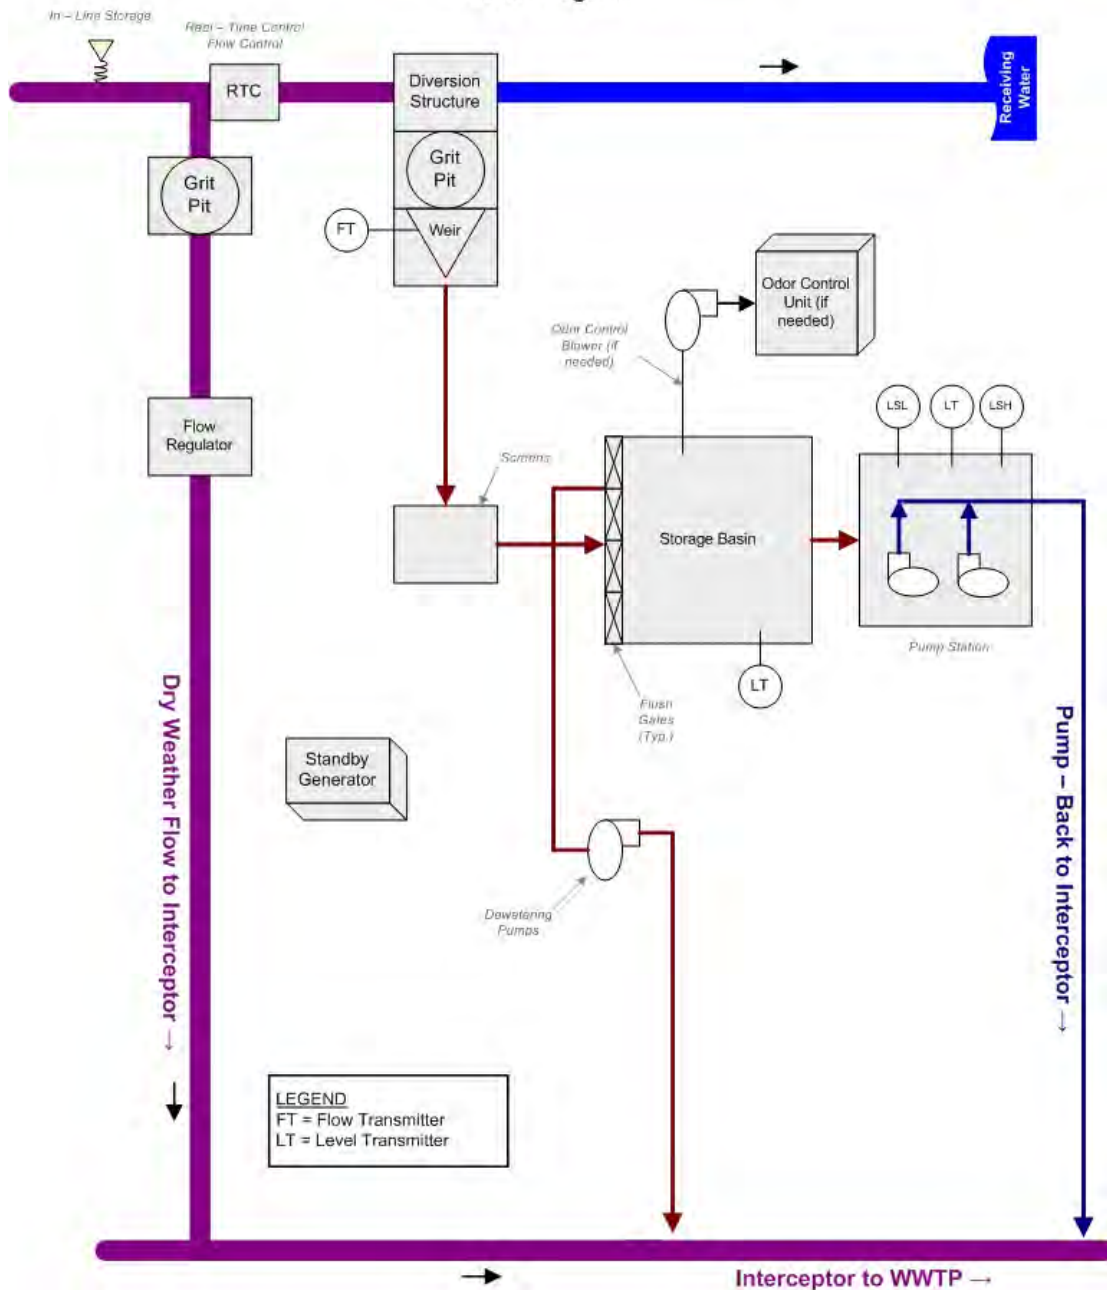 In – Line Storage
Real – Time Control
Flow Control
RTC
Diversion
Structure
Receiving
Water
Grit
Pit
Grit
Pit
FT
Weir
Odor Control
Unit (if
needed)
Odor Control
Blower (if
needed)
LSL
LT
LSH
Flow
Regulator
Screens
Storage Basin
Pump Station
LT
Flush
Gates
(Typ.)
Standby
Generator
Dry Weather Flow to Interceptor →
Pump – Back to Interceptor →
Dewatering
Pumps
LEGEND
FT = Flow Transmitter
LT = Level Transmitter
Interceptor to WWTP →